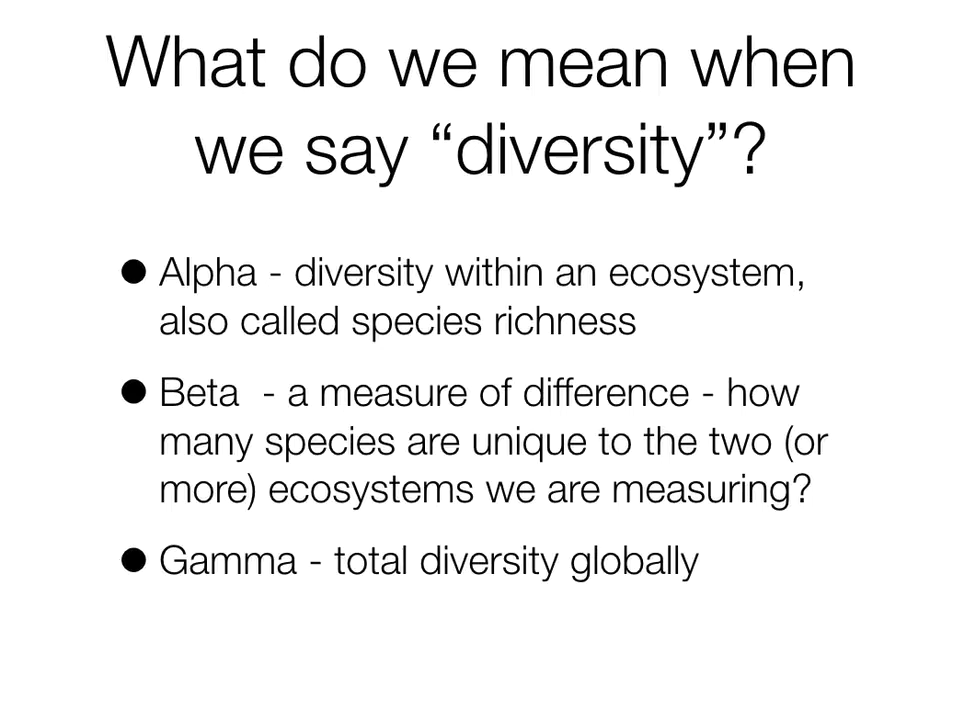 What do we mean when
we say “diversity”?
● Alpha - diversity within an ecosystem,
also called species richness
● Beta  - a measure of difference - how
many species are unique to the two (or
more) ecosystems we are measuring?
● Gamma - total diversity globally